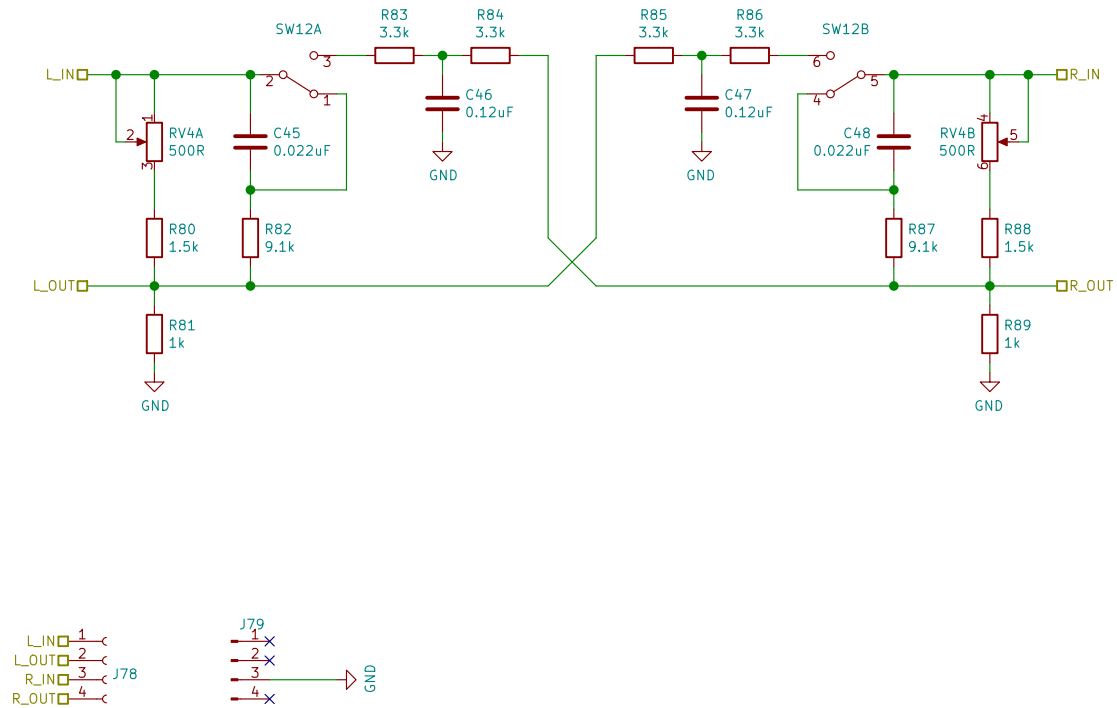 R83
3.3k
R84
3.3k
R85
3.3k
R86
3.3k
SW12A
SW12B
3
6
L_IN
2
1
5
4
R_IN
C46
0.12uF
C47
0.12uF
1
2
3
RV4A
500R
C45
0.022uF
C48
0.022uF
RV4B
500R
4
5
6
GND
GND
R80
1.5k
R82
9.1k
R87
9.1k
R88
1.5k
L_OUT
R_OUT
R81
1k
R89
1k
GND
GND
J79
L_IN 1
L_OUT 2
R_IN 3
R_OUT 4
J78
1
2
3
4
GND